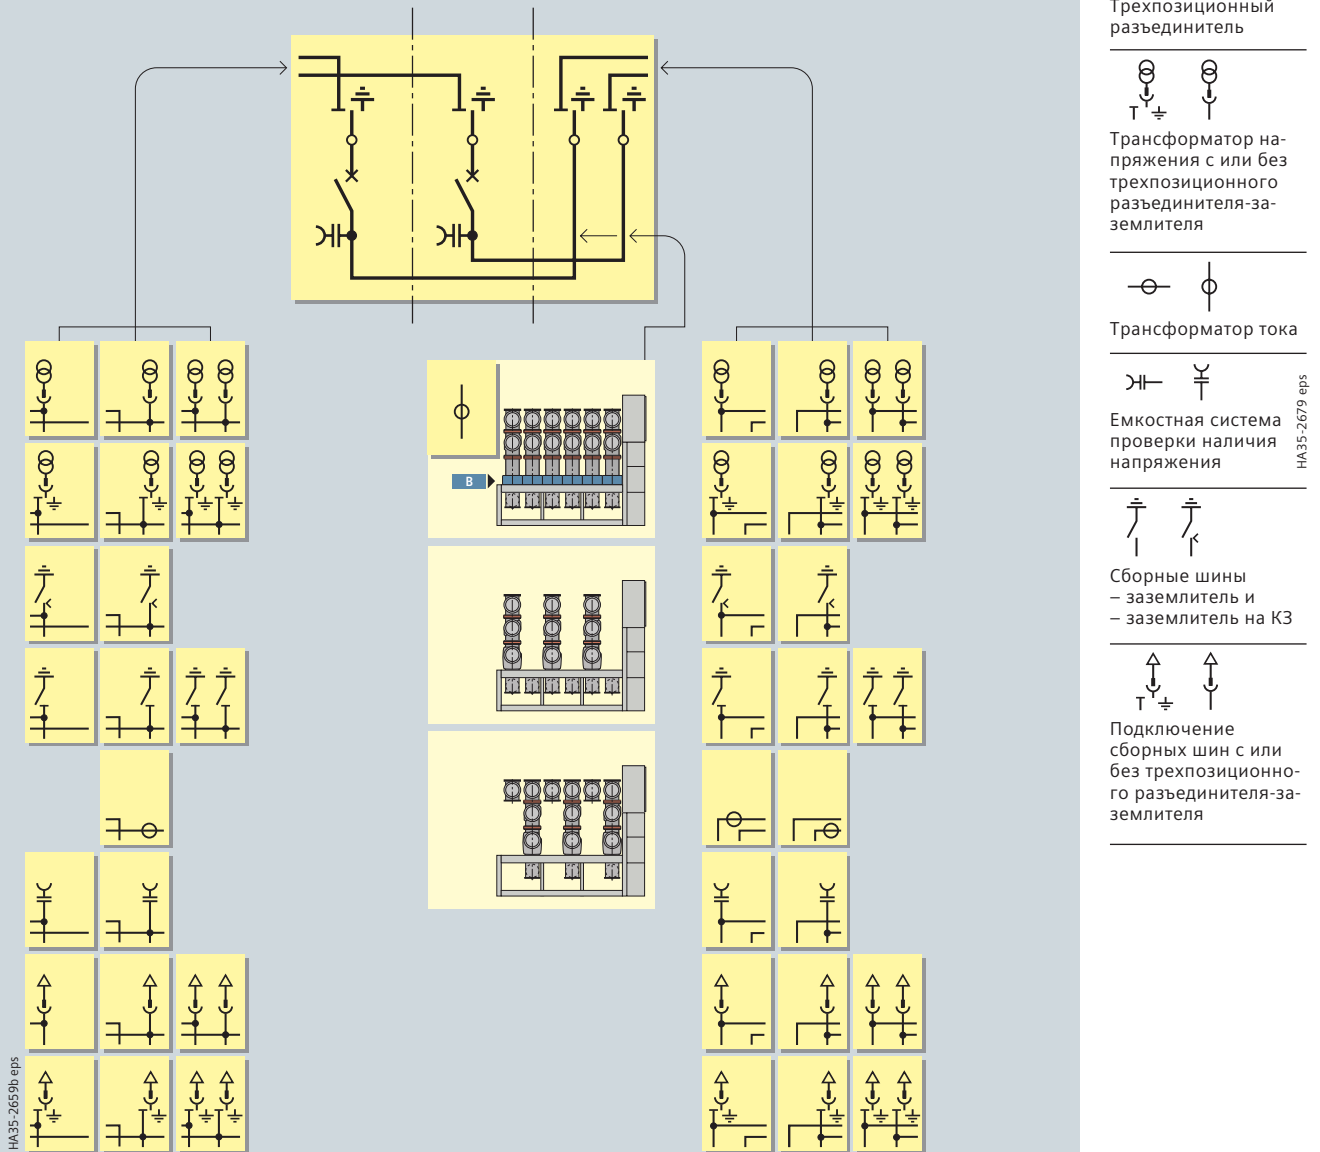 Трехпозиционный
разъединитель
Трансформатор на-
пряжения с или без
трехпозиционного
разъединителя-за-
землителя
Трансформатор тока
Емкостная система
проверки наличия
напряжения
HA35-2679 eps
Сборные шины
– заземлитель и
– заземлитель на КЗ
Подключение
сборных шин с или
без трехпозиционно-
го разъединителя-за-
землителя
B
HA35-2659b eps